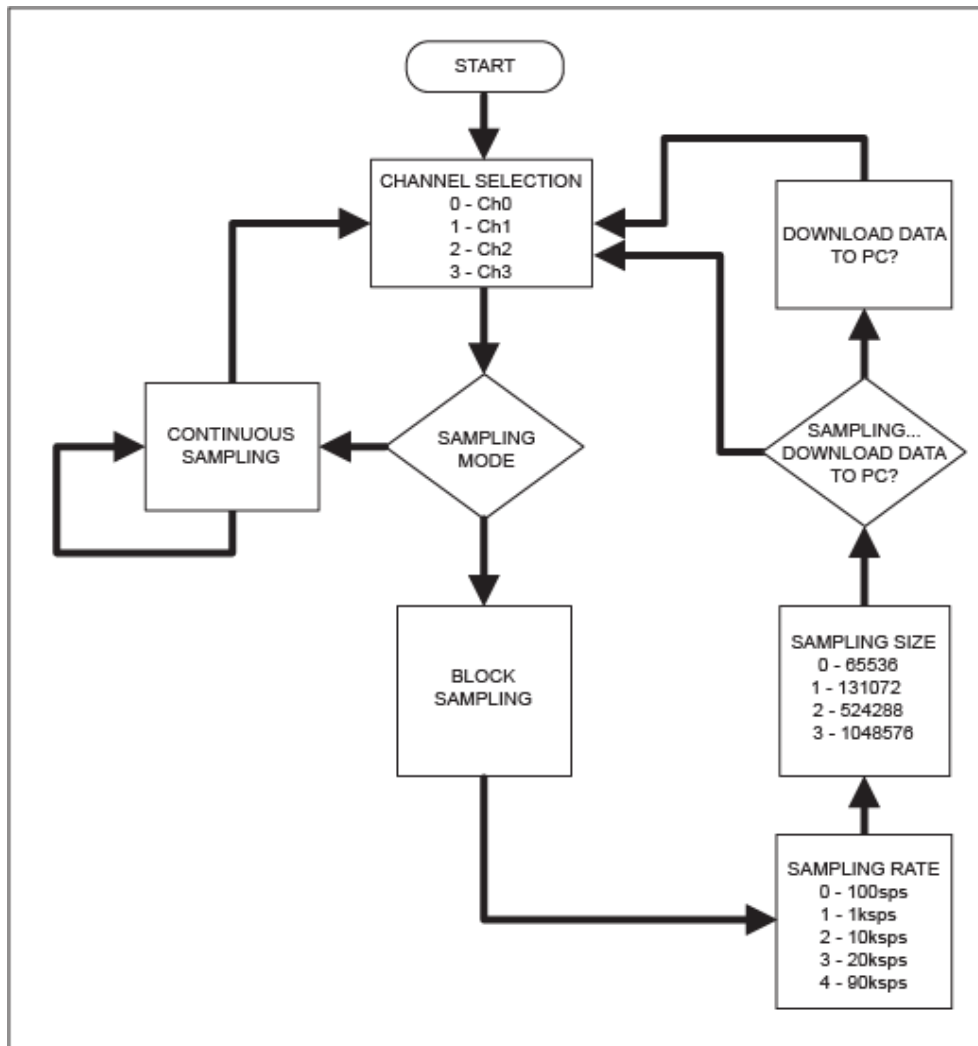 START
CHANNEL SELECTION
0 - Ch0
1 - Ch1
2 - Ch2
3 - Ch3
DOWNLOAD DATA
TO PC?
CONTINUOUS
SAMPLING
SAMPLING
MODE
SAMPLING...
DOWNLOAD DATA
TO PC?
BLOCK
SAMPLING
SAMPLING SIZE
0 - 65536
1 - 131072
2 - 524288
3 - 1048576
SAMPLING RATE
0 - 100sps
1 - 1ksps
2 - 10ksps
3 - 20ksps
4 - 90ksps